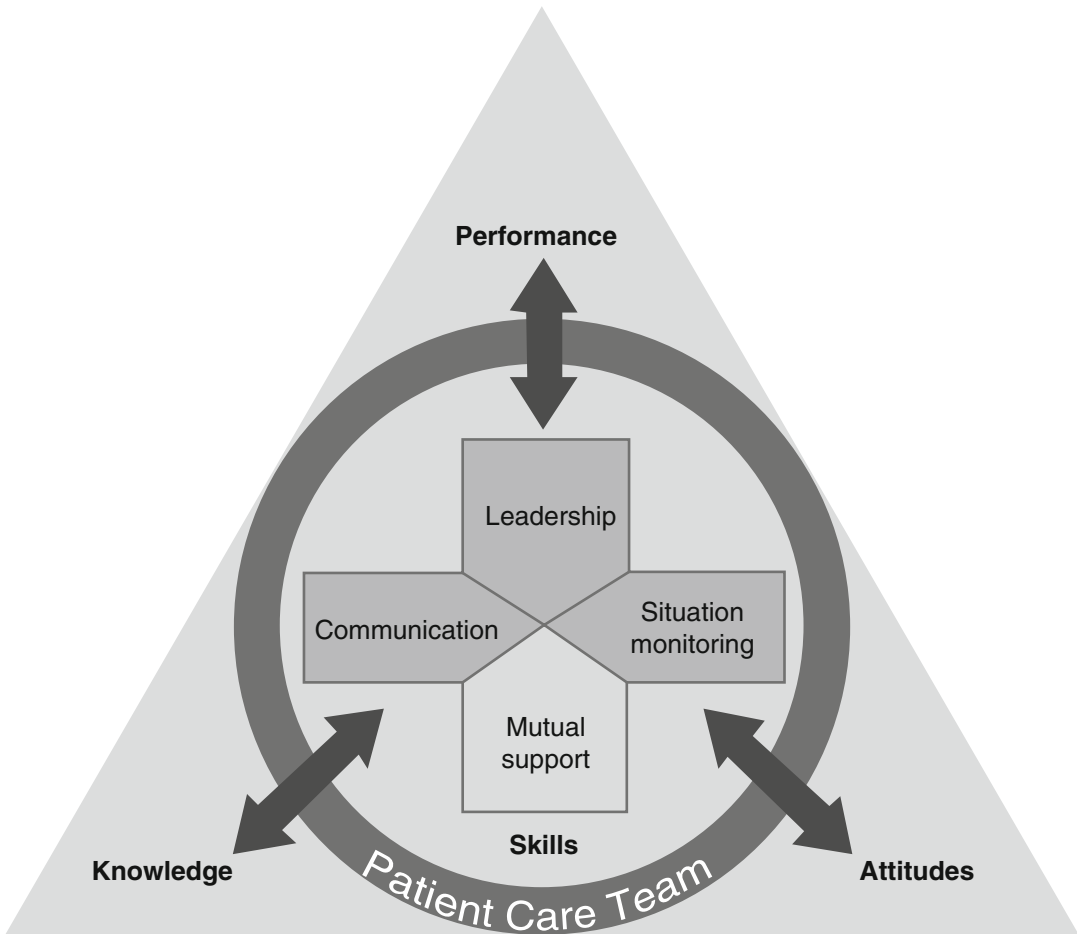 Performance
Leadership
Communication
Situation
monitoring
Mutual
support
Skills
Knowledge
Attitudes
Patient Care Team